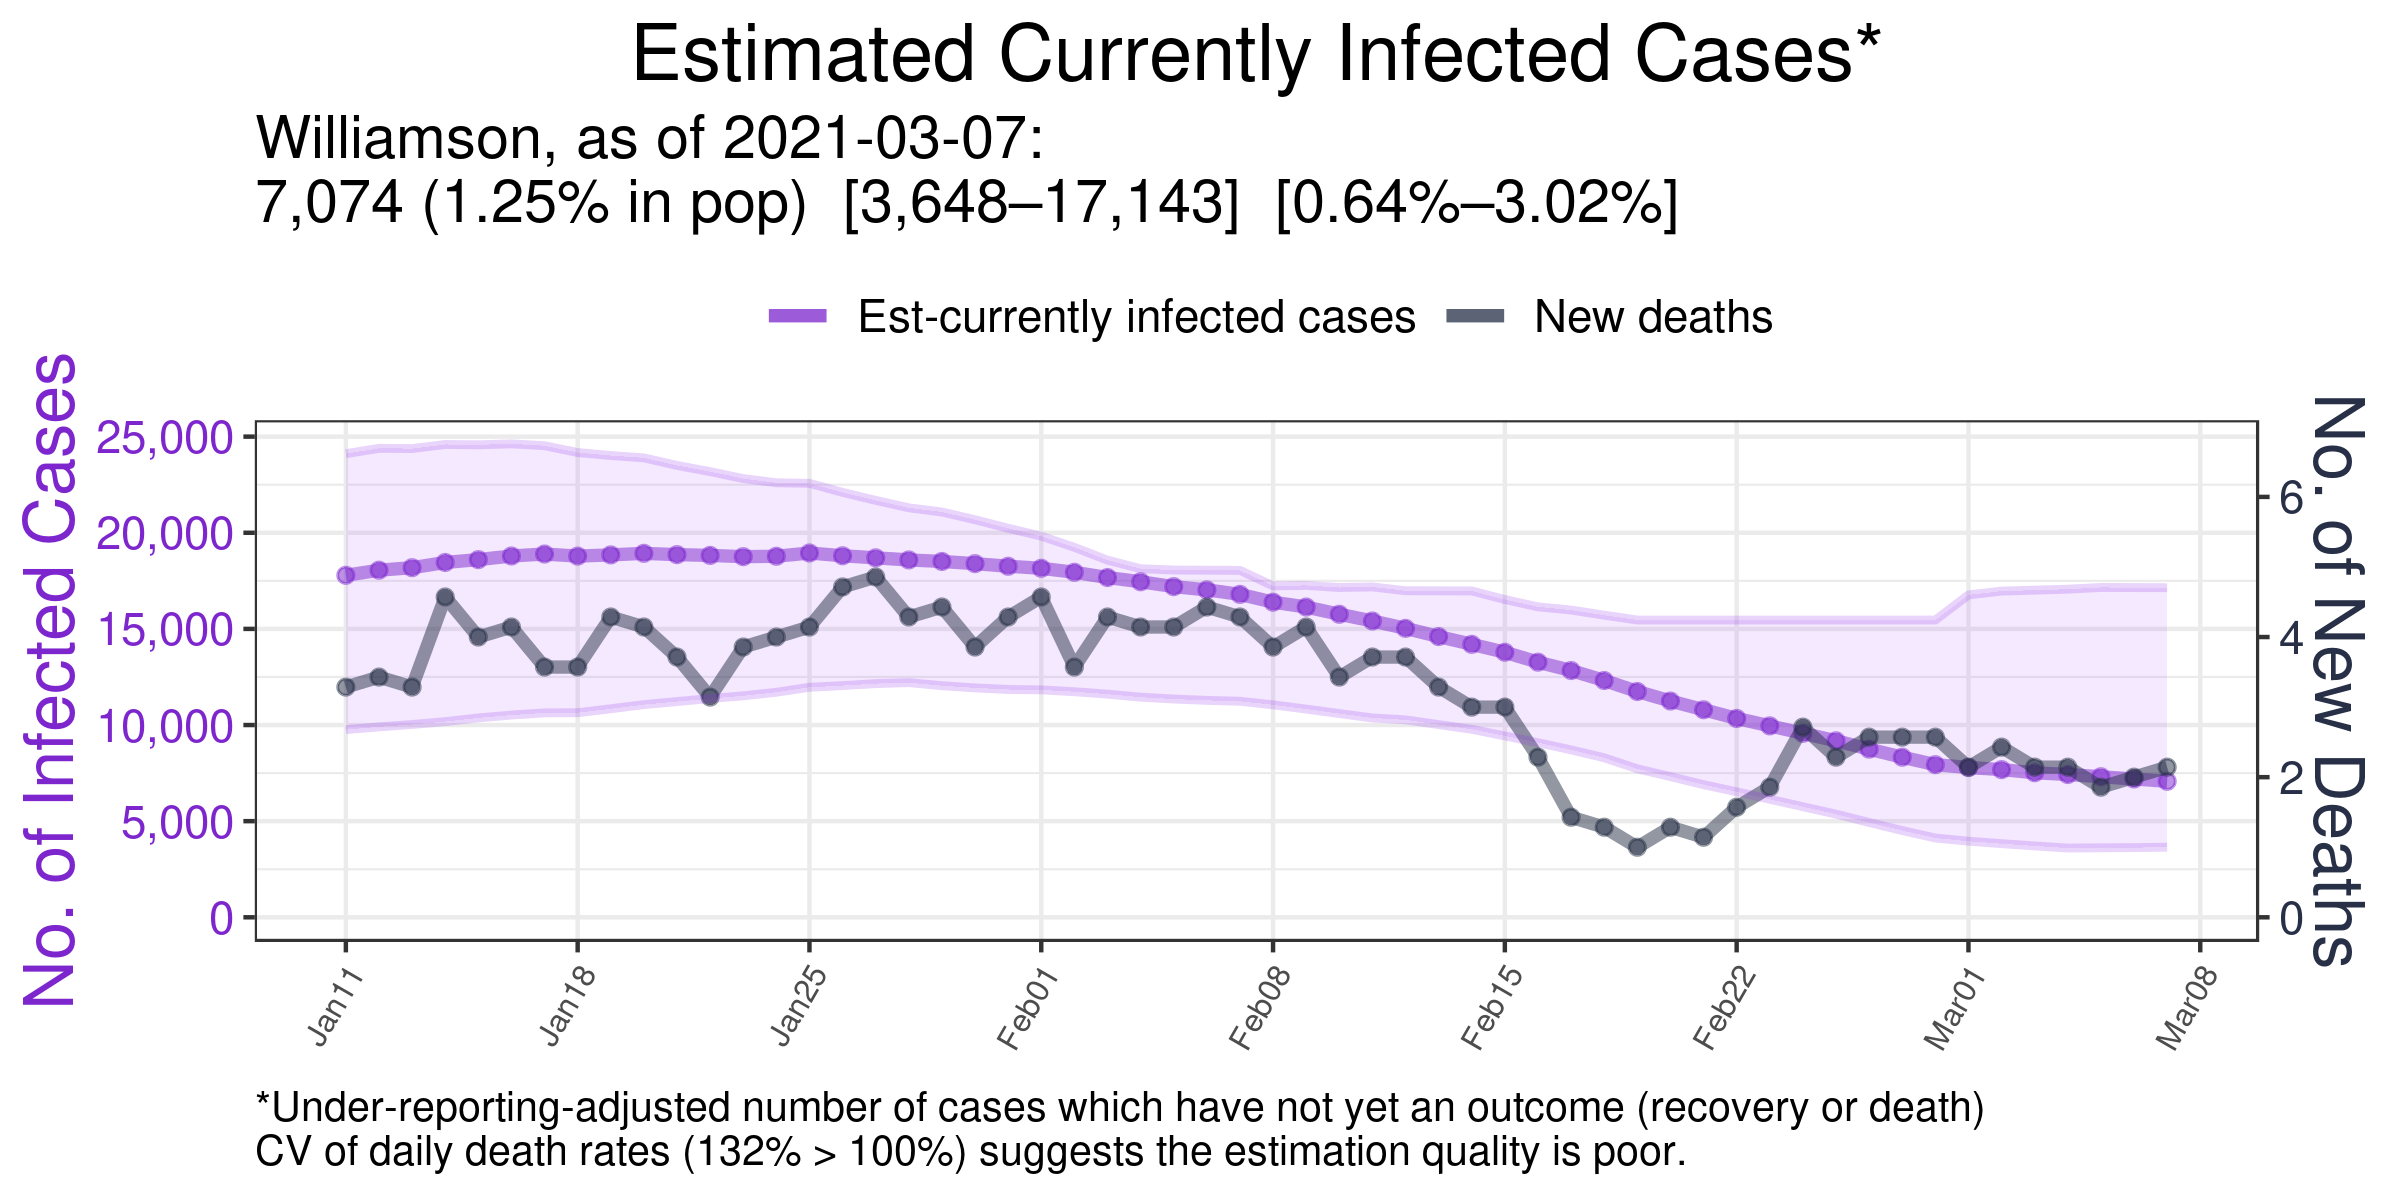 Estimated Currently Infected Cases*
Williamson, as of 2021-03-07:
7,074 (1.25% in pop)  [3,648–17,143]  [0.64%–3.02%]
Est-currently infected cases
New deaths
No. of Infected Cases
25,000
20,000
15,000
10,000
5,000
0
No. of New Deaths
6
4
2
0
Jan11
Jan18
Jan25
Feb01
Feb08
Feb15
Feb22
Mar01
Mar08
*Under-reporting-adjusted number of cases which have not yet an outcome (recovery or death)
CV of daily death rates (132% > 100%) suggests the estimation quality is poor.